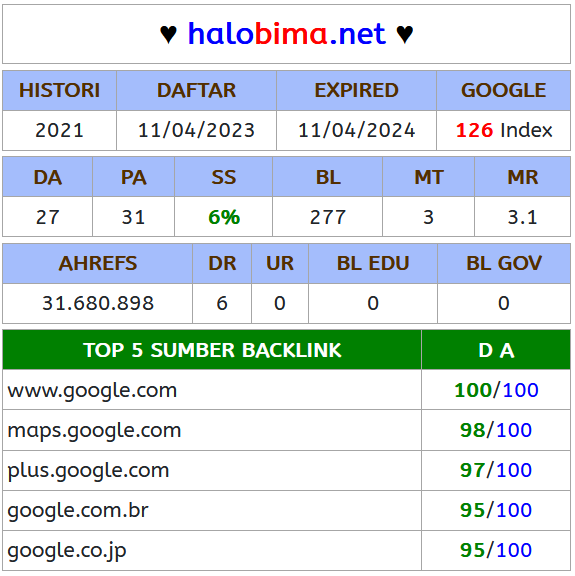 ♥ halobima.net ♥
HISTORI DAFTAR EXPIRED GOOGLE
2021 11/04/2023 11/04/2024 126 Index
DA PA SS BL MT MR
27 31 6% 277 3 3.1
AHREFS DR UR BL EDU BL GOV
31.680.898 6 0 0 0
TOP 5 SUMBER BACKLINK D A
www.google.com 100/100
maps.google.com 98/100
plus.google.com 97/100
google.com.br 95/100
google.co.jp 95/100